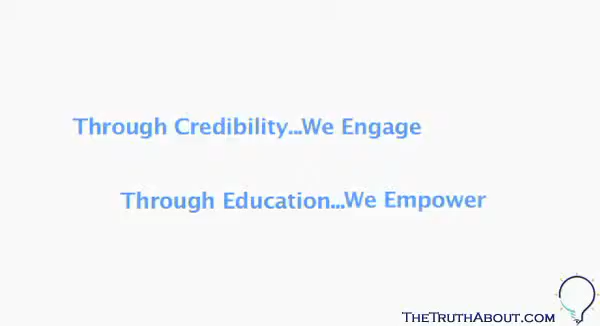 Through Credibility...We Engage
Through Education...We Empower
TheTruthAbout.com